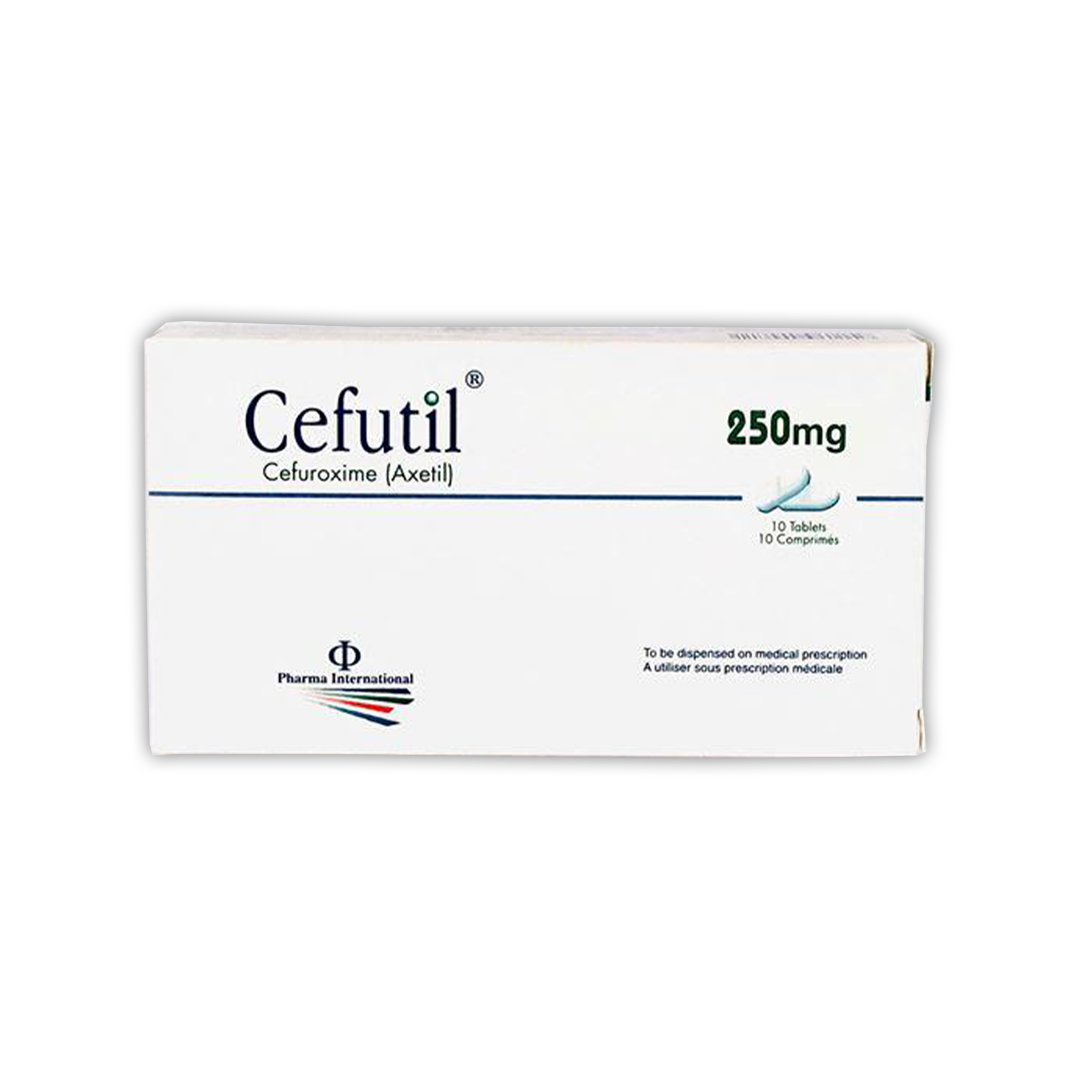 Cefutil®
Cefuroxime (Axetil)
250mg
10 Tablets
10 Comprimés
To be dispensed on medical prescription
A utiliser sous prescription médicale
Φ
Pharma International